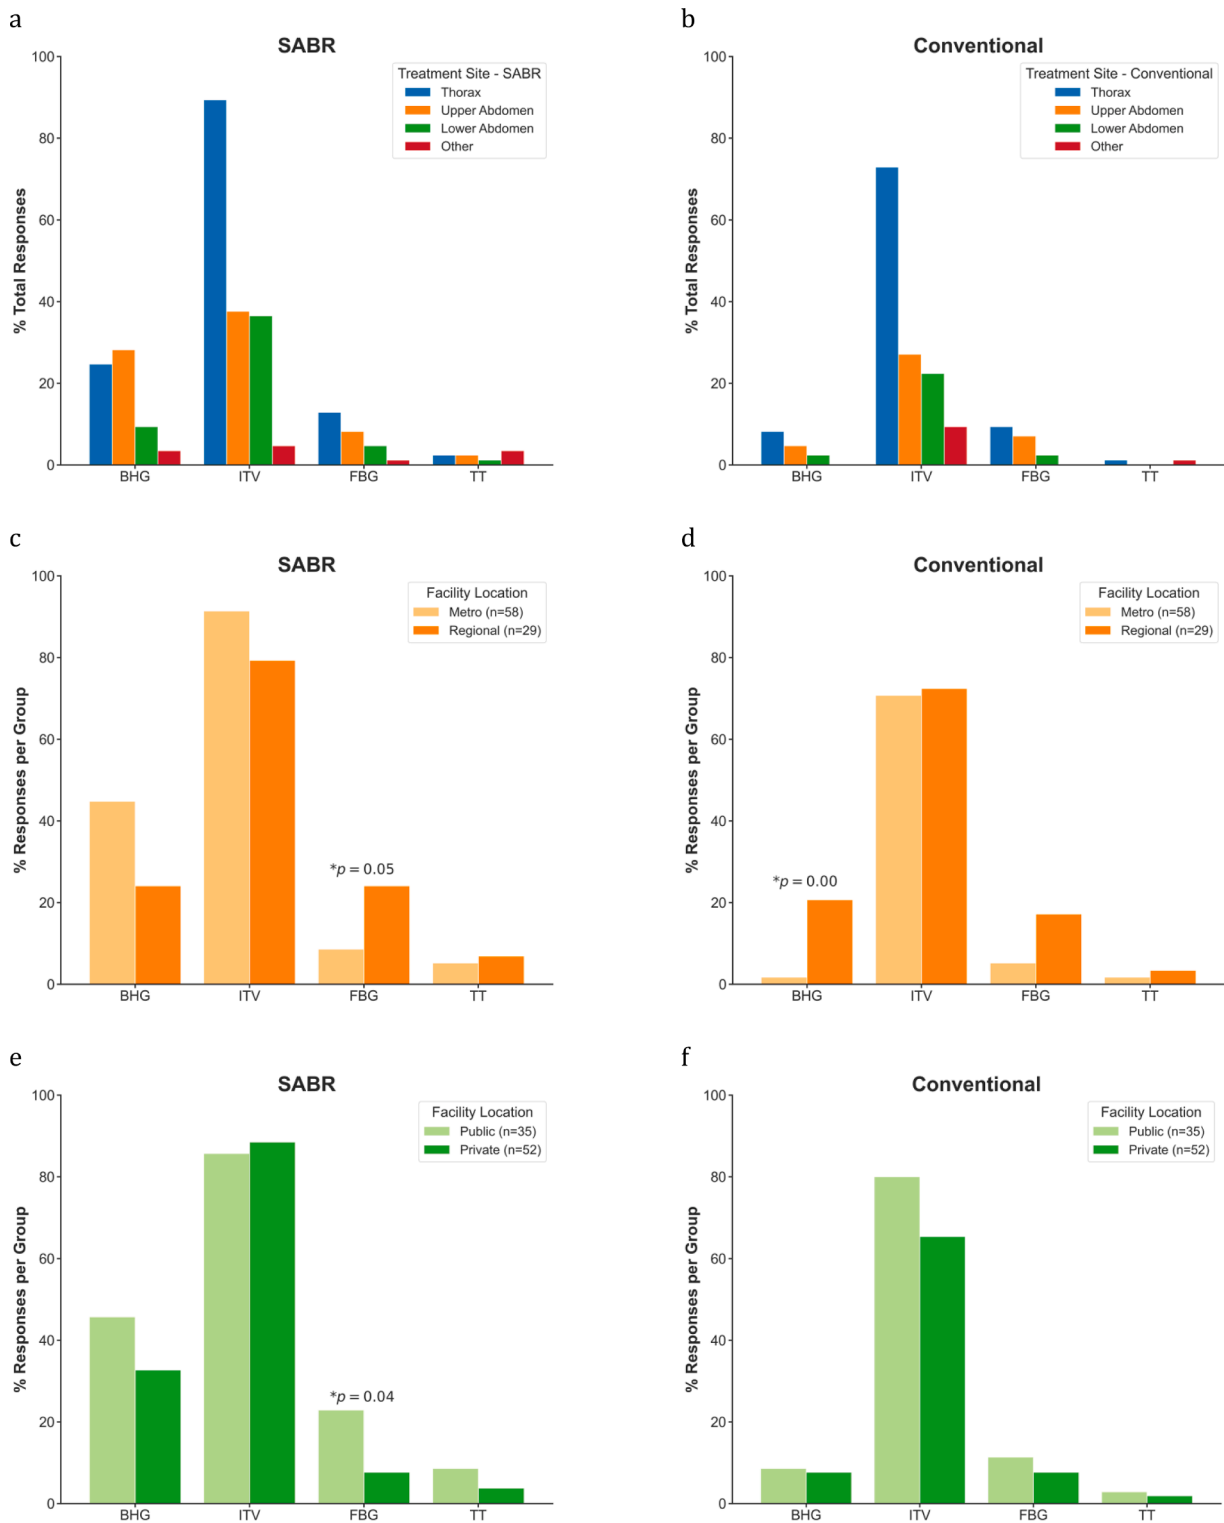 a
SABR
Treatment Site - SABR
Thorax
Upper Abdomen
Lower Abdomen
Other
% Total Responses
100
80
60
40
20
0
BHG ITV FBG TT
b
Conventional
Treatment Site - Conventional
Thorax
Upper Abdomen
Lower Abdomen
Other
% Total Responses
100
80
60
40
20
0
BHG ITV FBG TT
c
SABR
Facility Location
Metro (n=58)
Regional (n=29)
% Responses per Group
100
80
60
40
20
0
*p = 0.05
BHG ITV FBG TT
d
Conventional
Facility Location
Metro (n=58)
Regional (n=29)
% Responses per Group
100
80
60
40
20
0
*p = 0.00
BHG ITV FBG TT
e
SABR
Facility Location
Public (n=35)
Private (n=52)
% Responses per Group
100
80
60
40
20
0
*p = 0.04
BHG ITV FBG TT
f
Conventional
Facility Location
Public (n=35)
Private (n=52)
% Responses per Group
100
80
60
40
20
0
BHG ITV FBG TT